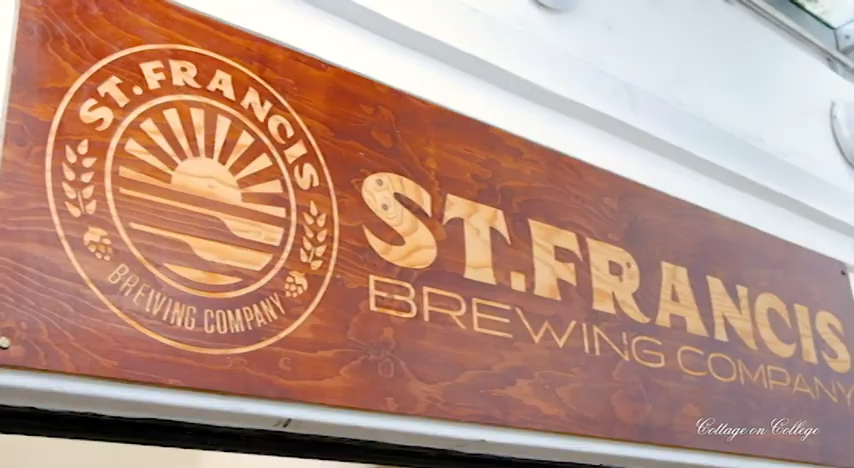 ST.FRANCIS
BREWING COMPANY
ST.FRANCIS
BREWING COMPANY
Cottage on College